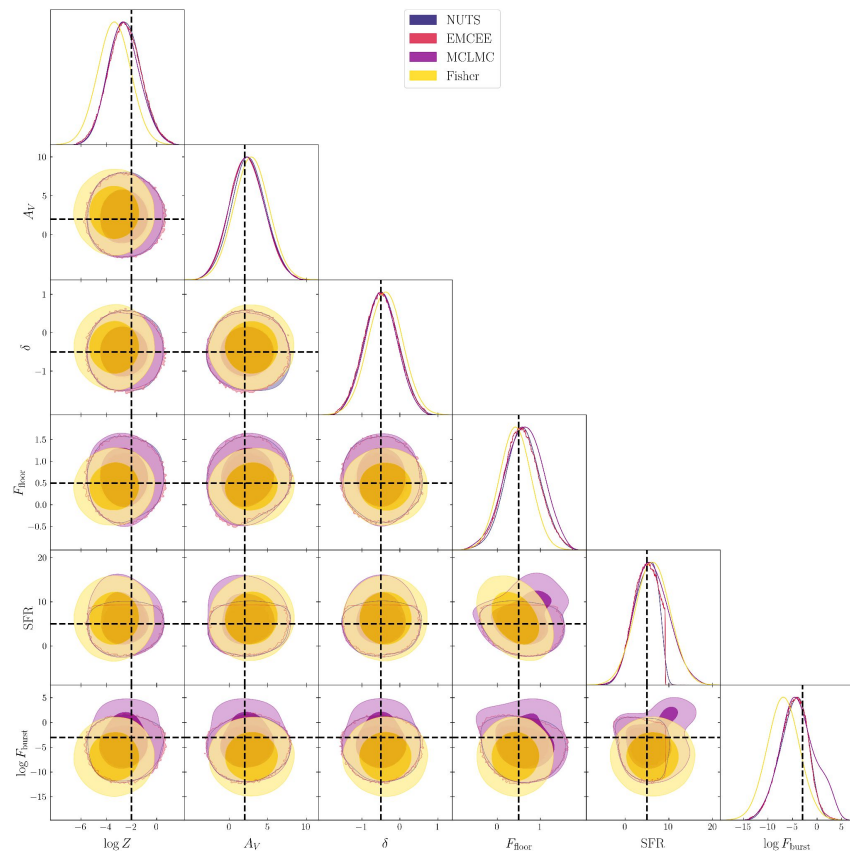 NUTS
EMCEE
MCLMC
Fisher
10
5
0
A_V
1
0
−1
δ
1.5
1.0
0.5
0.0
−0.5
F_floor
20
10
0
SFR
5
0
−5
−10
−15
log F_burst
−6 −4 −2 0
0 5 10
−1 0 1
0 1
0 10 20
−15 −10 −5 0 5
log Z
A_V
δ
F_floor
SFR
log F_burst